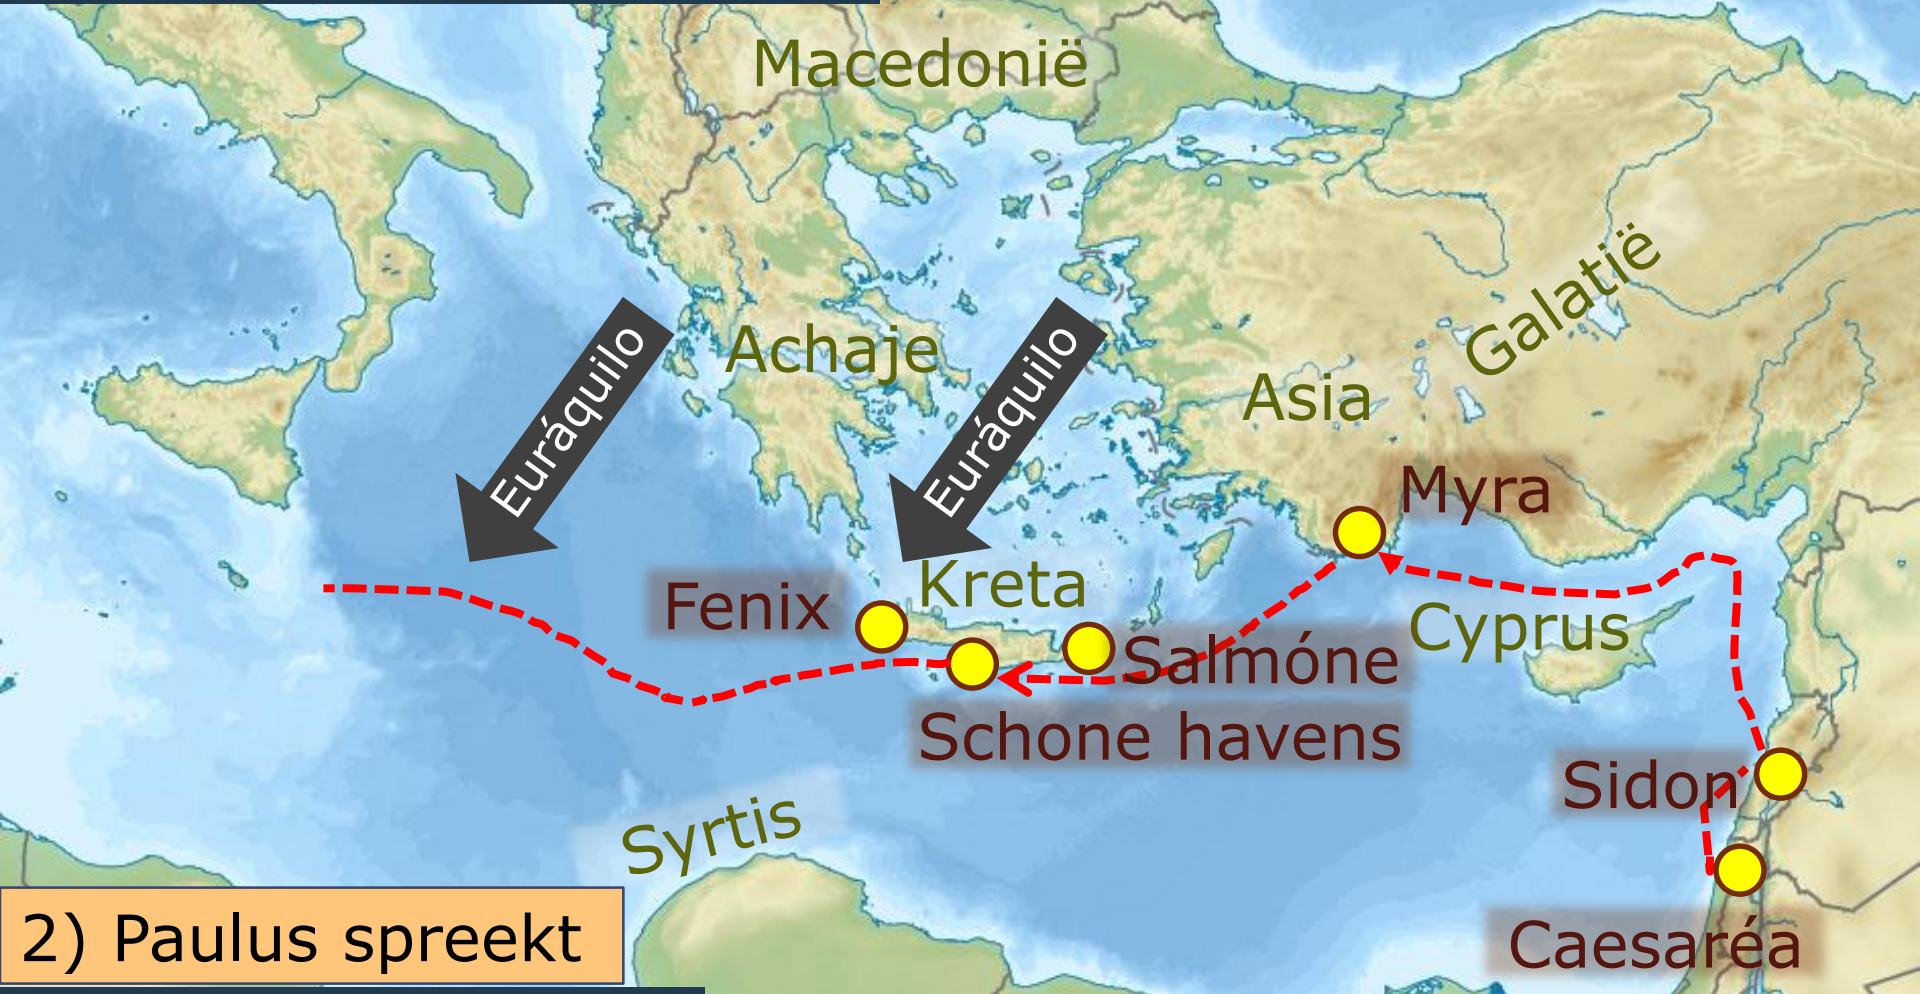 Macedonië
Galatië
Euráquilo
Achaje
Euráquilo
Asia
Myra
Kreta
Fenix
Cyprus
Salmóne
Schone havens
Sidon
Syrtis
2) Paulus spreekt
Caesaréa